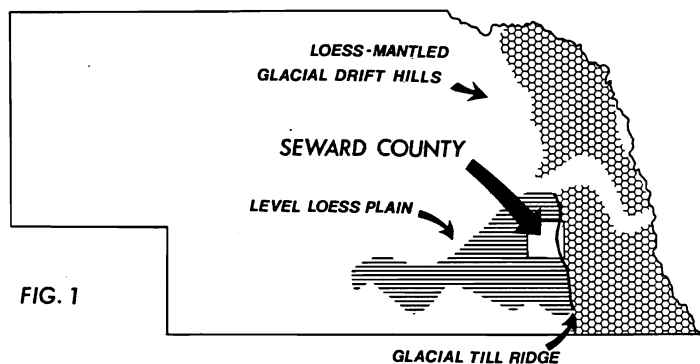 LOESS-MANTLED
GLACIAL DRIFT HILLS
SEWARD COUNTY
LEVEL LOESS PLAIN
FIG. 1
GLACIAL TILL RIDGE